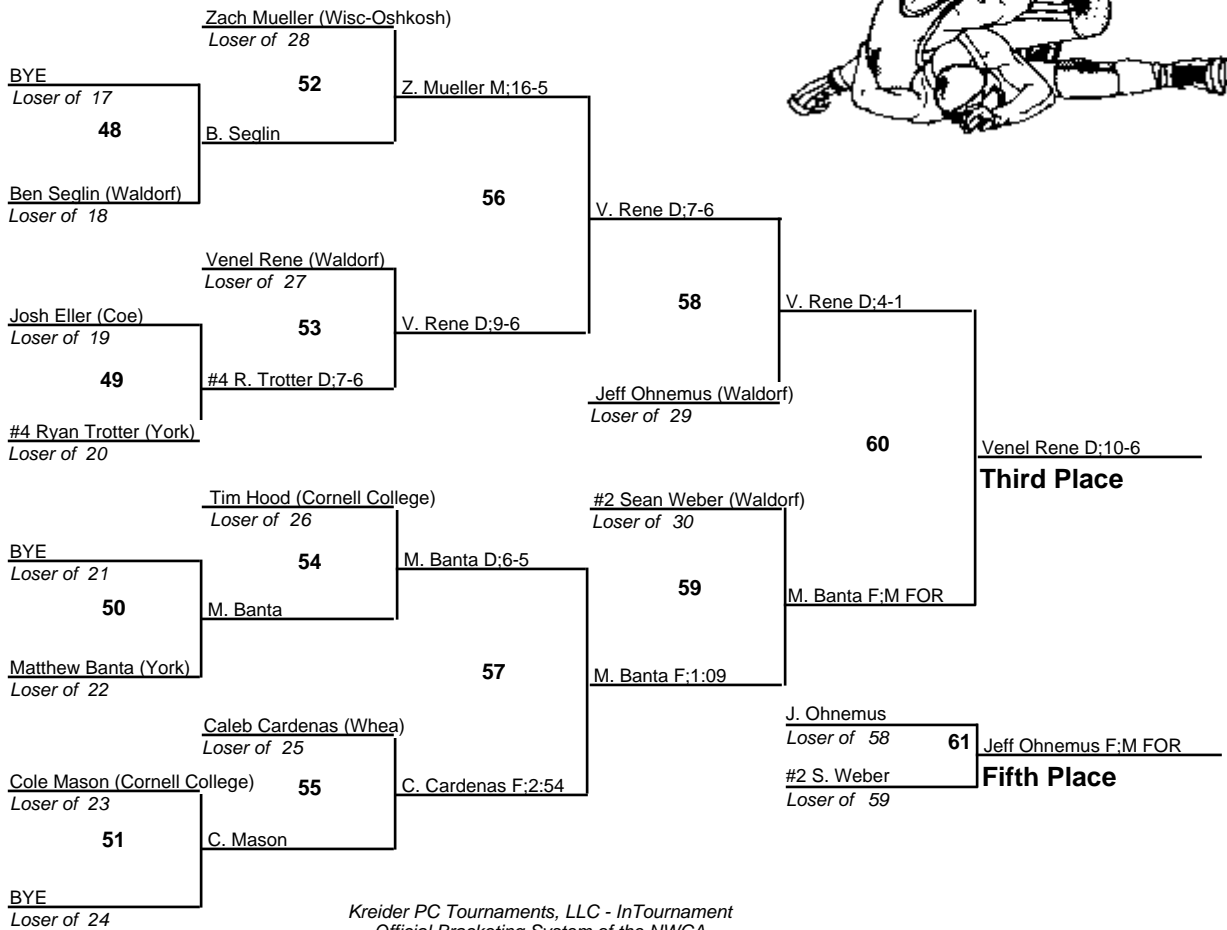 Zach Mueller (Wisc-Oshkosh)
Loser of 28
BYE
Loser of 17
52
Z. Mueller M;16-5
48
B. Seglin
Ben Seglin (Waldorf)
Loser of 18
56
V. Rene D;7-6
Venel Rene (Waldorf)
Loser of 27
Josh Eller (Coe)
Loser of 19
53
V. Rene D;9-6
58
V. Rene D;4-1
49
#4 R. Trotter D;7-6
Jeff Ohnemus (Waldorf)
Loser of 29
#4 Ryan Trotter (York)
Loser of 20
60
Venel Rene D;10-6
Third Place
Tim Hood (Cornell College)
Loser of 26
#2 Sean Weber (Waldorf)
Loser of 30
BYE
Loser of 21
54
M. Banta D;6-5
50
M. Banta
59
M. Banta F;M FOR
Matthew Banta (York)
Loser of 22
57
M. Banta F;1:09
Caleb Cardenas (Whea)
Loser of 25
J. Ohnemus
Loser of 58
61
Jeff Ohnemus F;M FOR
Fifth Place
#2 S. Weber
Loser of 59
Cole Mason (Cornell College)
Loser of 23
55
C. Cardenas F;2:54
51
C. Mason
BYE
Loser of 24
Kreider PC Tournaments, LLC - InTournament
Official Bracketing System of the NWCA